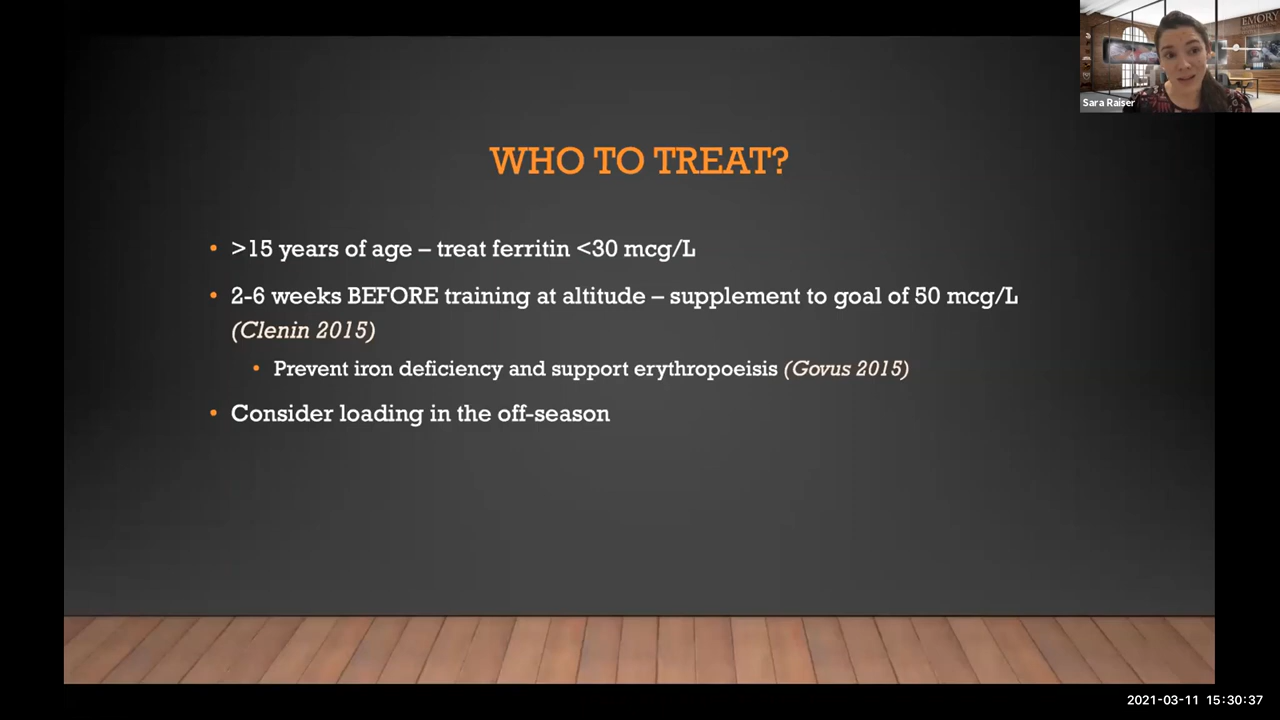 EMORY
Sara Raiser
WHO TO TREAT?
• >15 years of age – treat ferritin <30 mcg/L
• 2-6 weeks BEFORE training at altitude – supplement to goal of 50 mcg/L
(Clenin 2015)
• Prevent iron deficiency and support erythropoeisis (Govus 2015)
• Consider loading in the off-season
2021-03-11 15:30:37